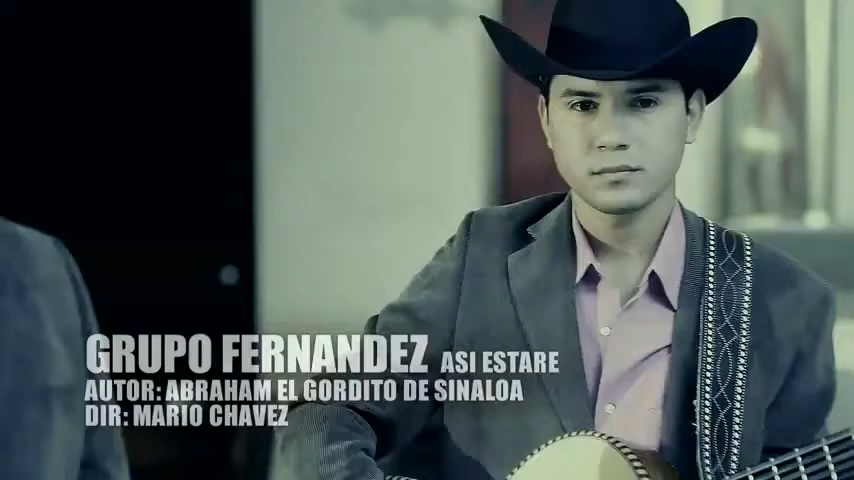 GRUPO FERNANDEZ ASI ESTARE
AUTOR: ABRAHAM EL GORDITO DE SINALOA
DIR: MARIO CHAVEZ